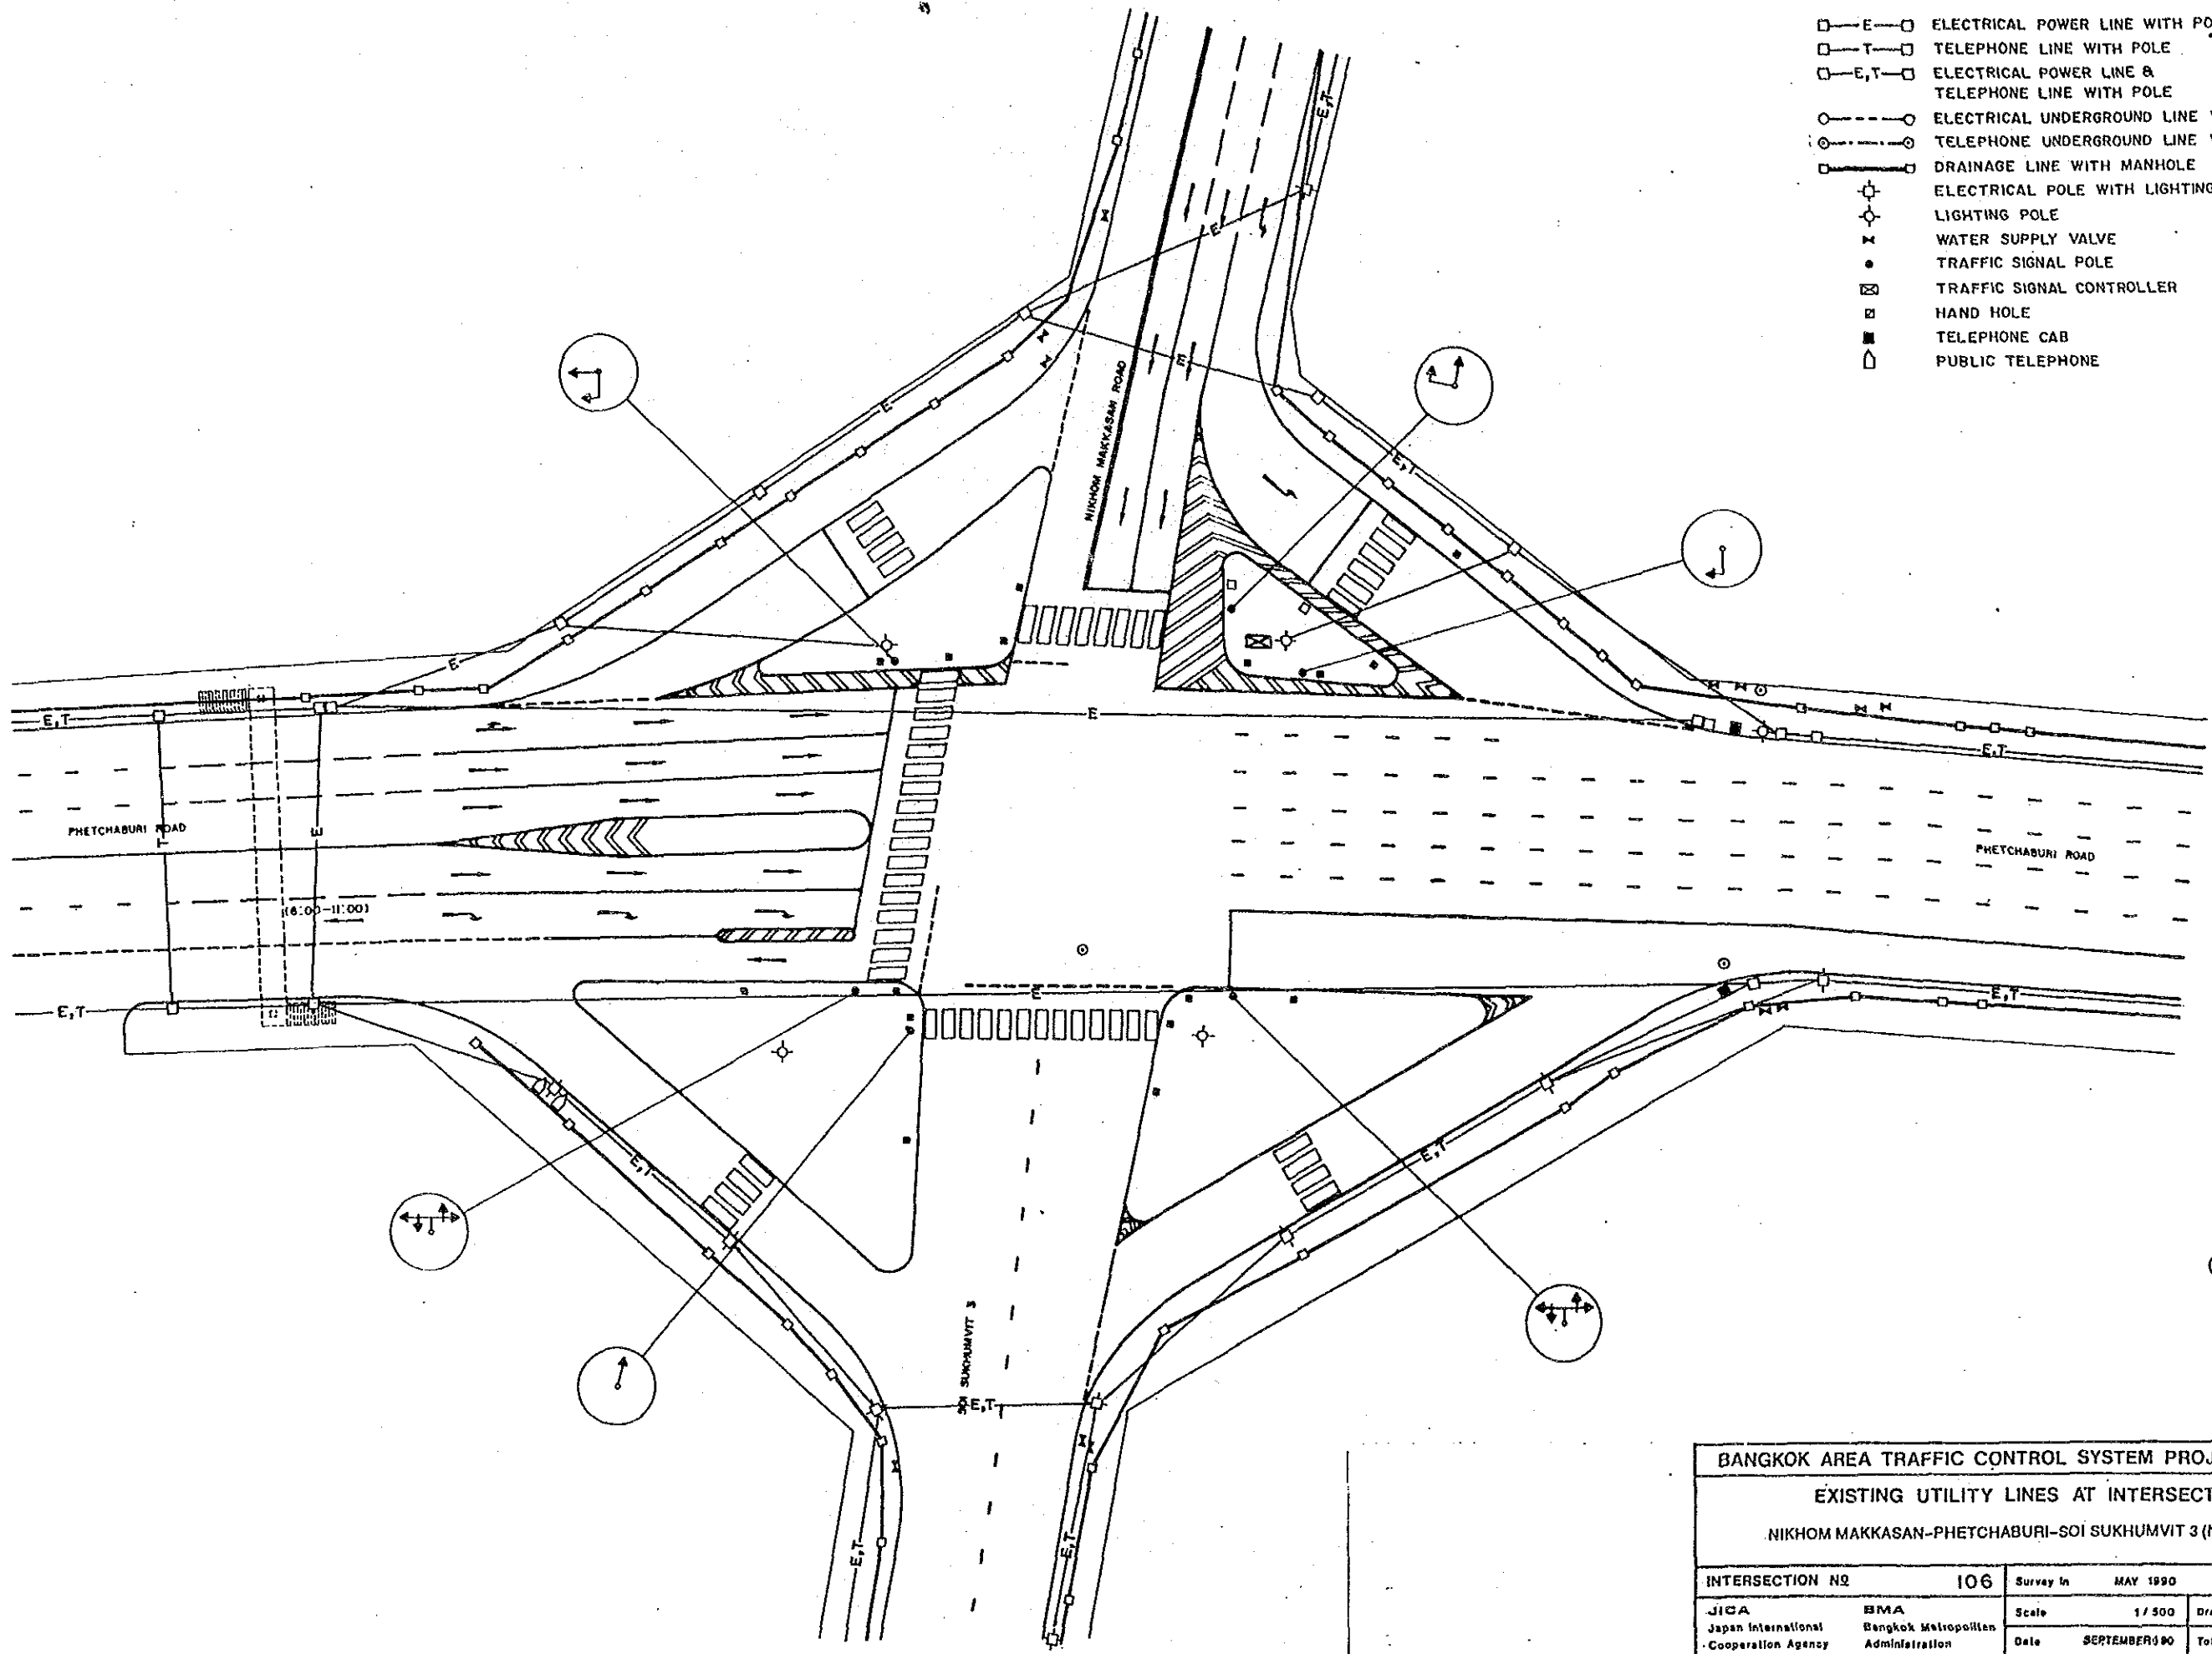 ELECTRICAL POWER LINE WITH
TELEPHONE LINE WITH POLE
ELECTRICAL POWER LINE &
TELEPHONE LINE WITH POLE
ELECTRICAL UNDERGROUND LINE
TELEPHONE UNDERGROUND LINE
DRAINAGE LINE WITH MANHOLE
ELECTRICAL POLE WITH LIGHTING
LIGHTING POLE
WATER SUPPLY VALVE
TRAFFIC SIGNAL POLE
TRAFFIC SIGNAL CONTROLLER
HAND HOLE
TELEPHONE CAB
PUBLIC TELEPHONE
E
T
E,T
E,T
E
E
NIKHOM MAKKASAN ROAD
E
E,T
E
E,T
E
E,T
PHETCHABURI ROAD
T
E
PHETCHABURI ROAD
(6:00-11:00)
E,T
E
E,T
E,T
E,T
SOI SUKHUMVIT 3
E,T
E,T
E,T
BANGKOK AREA TRAFFIC CONTROL SYSTEM
EXISTING UTILITY LINES AT
NIKHOM MAKKASAN-PHETCHABURI-SOI SUKHUMVIT 3
INTERSECTION Nº 106
Survey in MAY 1990
JICA
Japan International
Cooperation Agency
BMA
Bangkok Metropolitan
Administration
Scale 1/500
Date SEPTEMBER'90